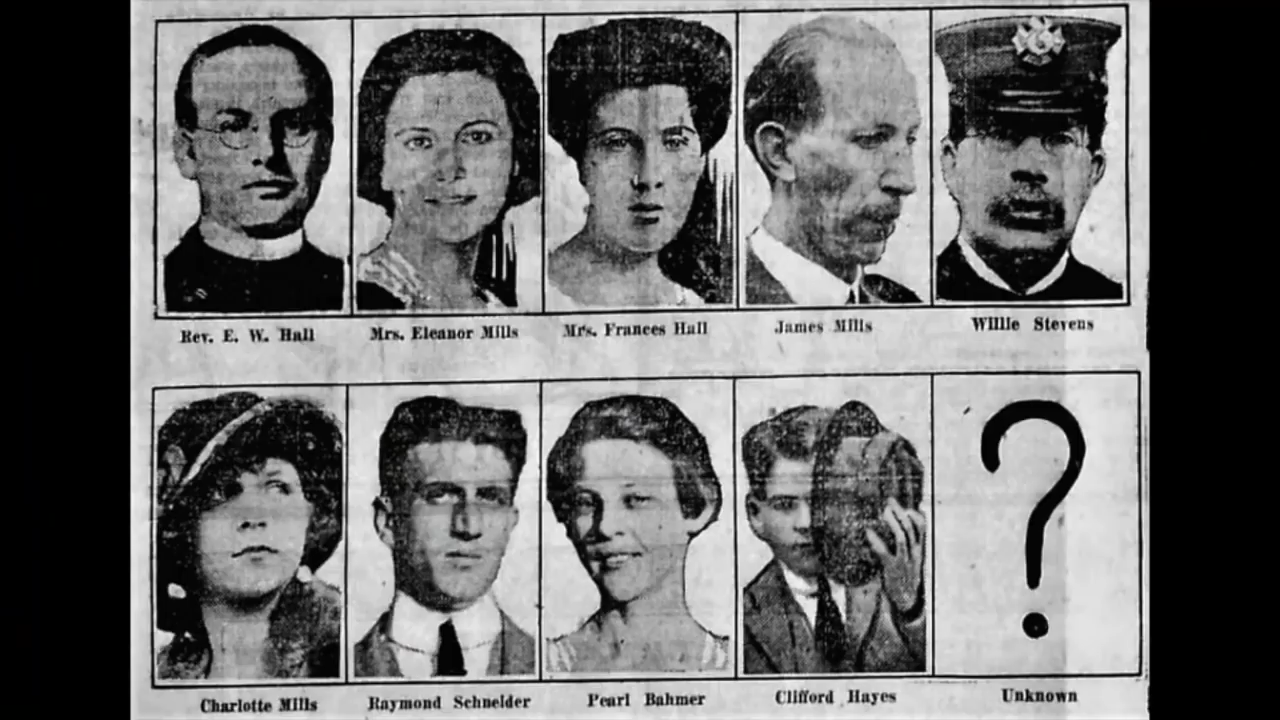 Rev. E. W. Hall
Mrs. Eleanor Mills
Mrs. Frances Hall
James Mills
Willie Stevens
Charlotte Mills
Raymond Schneider
Pearl Bahmer
Clifford Hayes
?
Unknown